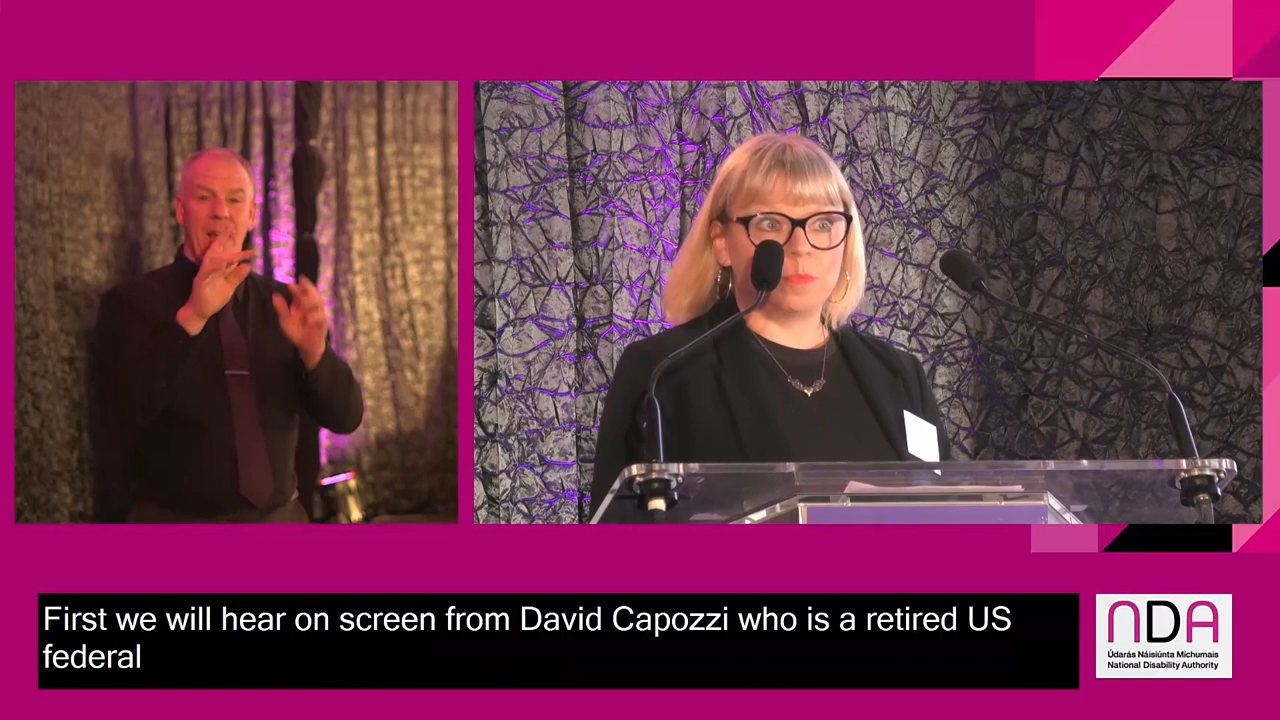 First we will hear on screen from David Capozzi who is a retired US
federal
NDA
Údarás Náisiúnta Míchumais
National Disability Authority